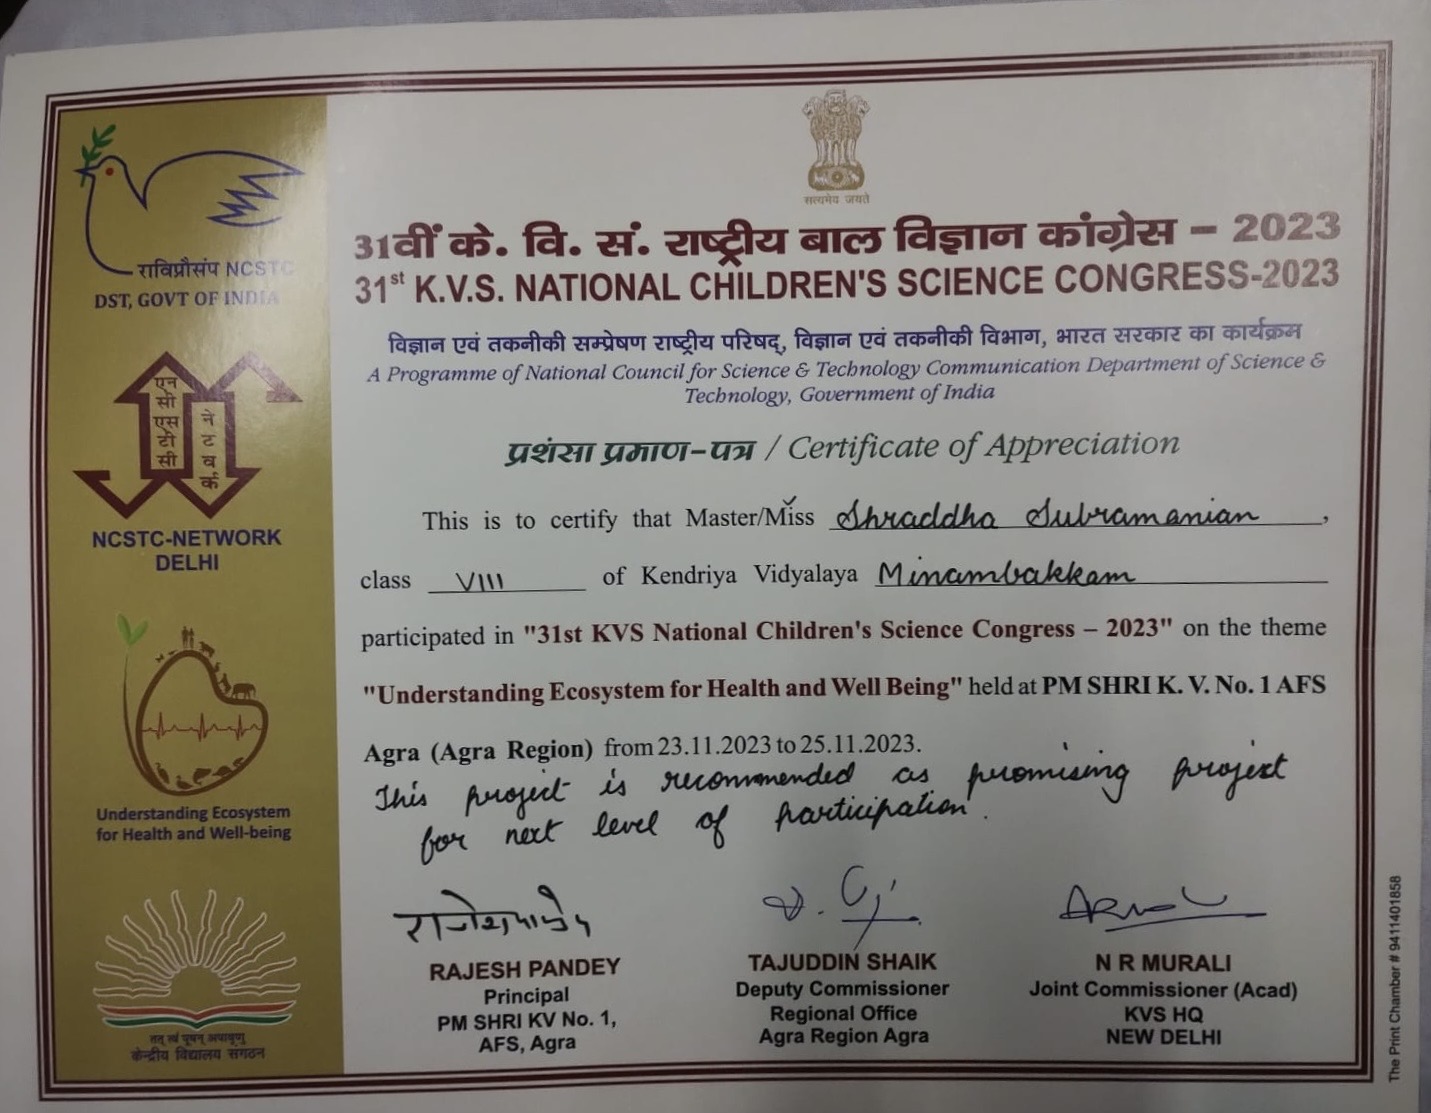 राविप्रौसंप NCSTC
DST, GOVT OF INDIA
एन सी एस टी सी
नेटवर्क
NCSTC-NETWORK
DELHI
Understanding Ecosystem
for Health and Well-being
तत् त्वं पूषन् अपावृणु
केन्द्रीय विद्यालय संगठन
सत्यमेव जयते
31वीं के. वि. सं. राष्ट्रीय बाल विज्ञान कांग्रेस – 2023
31st K.V.S. NATIONAL CHILDREN'S SCIENCE CONGRESS-2023
विज्ञान एवं तकनीकी सम्प्रेषण राष्ट्रीय परिषद्, विज्ञान एवं तकनीकी विभाग, भारत सरकार का कार्यक्रम
A Programme of National Council for Science & Technology Communication Department of Science &
Technology, Government of India
प्रशंसा प्रमाण-पत्र / Certificate of Appreciation
This is to certify that Master/Miss Shraddha Subramanian,
class VIII of Kendriya Vidyalaya Minambakkam
participated in "31st KVS National Children's Science Congress – 2023" on the theme
"Understanding Ecosystem for Health and Well Being" held at PM SHRI K. V. No. 1 AFS
Agra (Agra Region) from 23.11.2023 to 25.11.2023.
This project is recommended as promising project
for next level of participation.
राजेश पाण्डेय
RAJESH PANDEY
Principal
PM SHRI KV No. 1,
AFS, Agra
TAJUDDIN SHAIK
Deputy Commissioner
Regional Office
Agra Region Agra
N R MURALI
Joint Commissioner (Acad)
KVS HQ
NEW DELHI
The Print Chamber # 9411401858